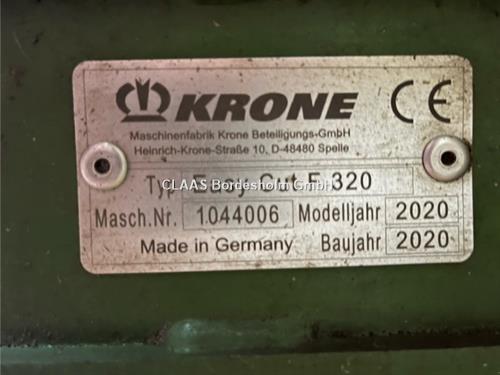 KRONE CE
Maschinenfabrik Krone Beteiligungs-GmbH
Heinrich-Krone-Straße 10, D-48480 Spelle
Typ Easy Cut F 320
CLAAS Bordesholm GmbH
Masch.Nr. 1044006 Modelljahr 2020
Made in Germany Baujahr 2020